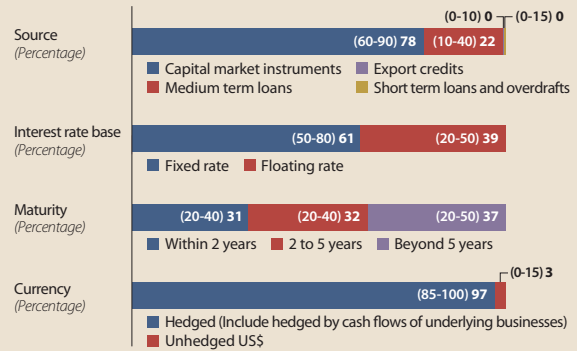 (0-10) 0 (0-15) 0
Source
(Percentage)
(60-90) 78 (10-40) 22
Capital market instruments Export credits
Medium term loans Short term loans and overdrafts
Interest rate base
(Percentage)
(50-80) 61 (20-50) 39
Fixed rate Floating rate
Maturity
(Percentage)
(20-40) 31 (20-40) 32 (20-50) 37
Within 2 years 2 to 5 years Beyond 5 years
(0-15) 3
Currency
(Percentage)
(85-100) 97
Hedged (Include hedged by cash flows of underlying businesses)
Unhedged US$